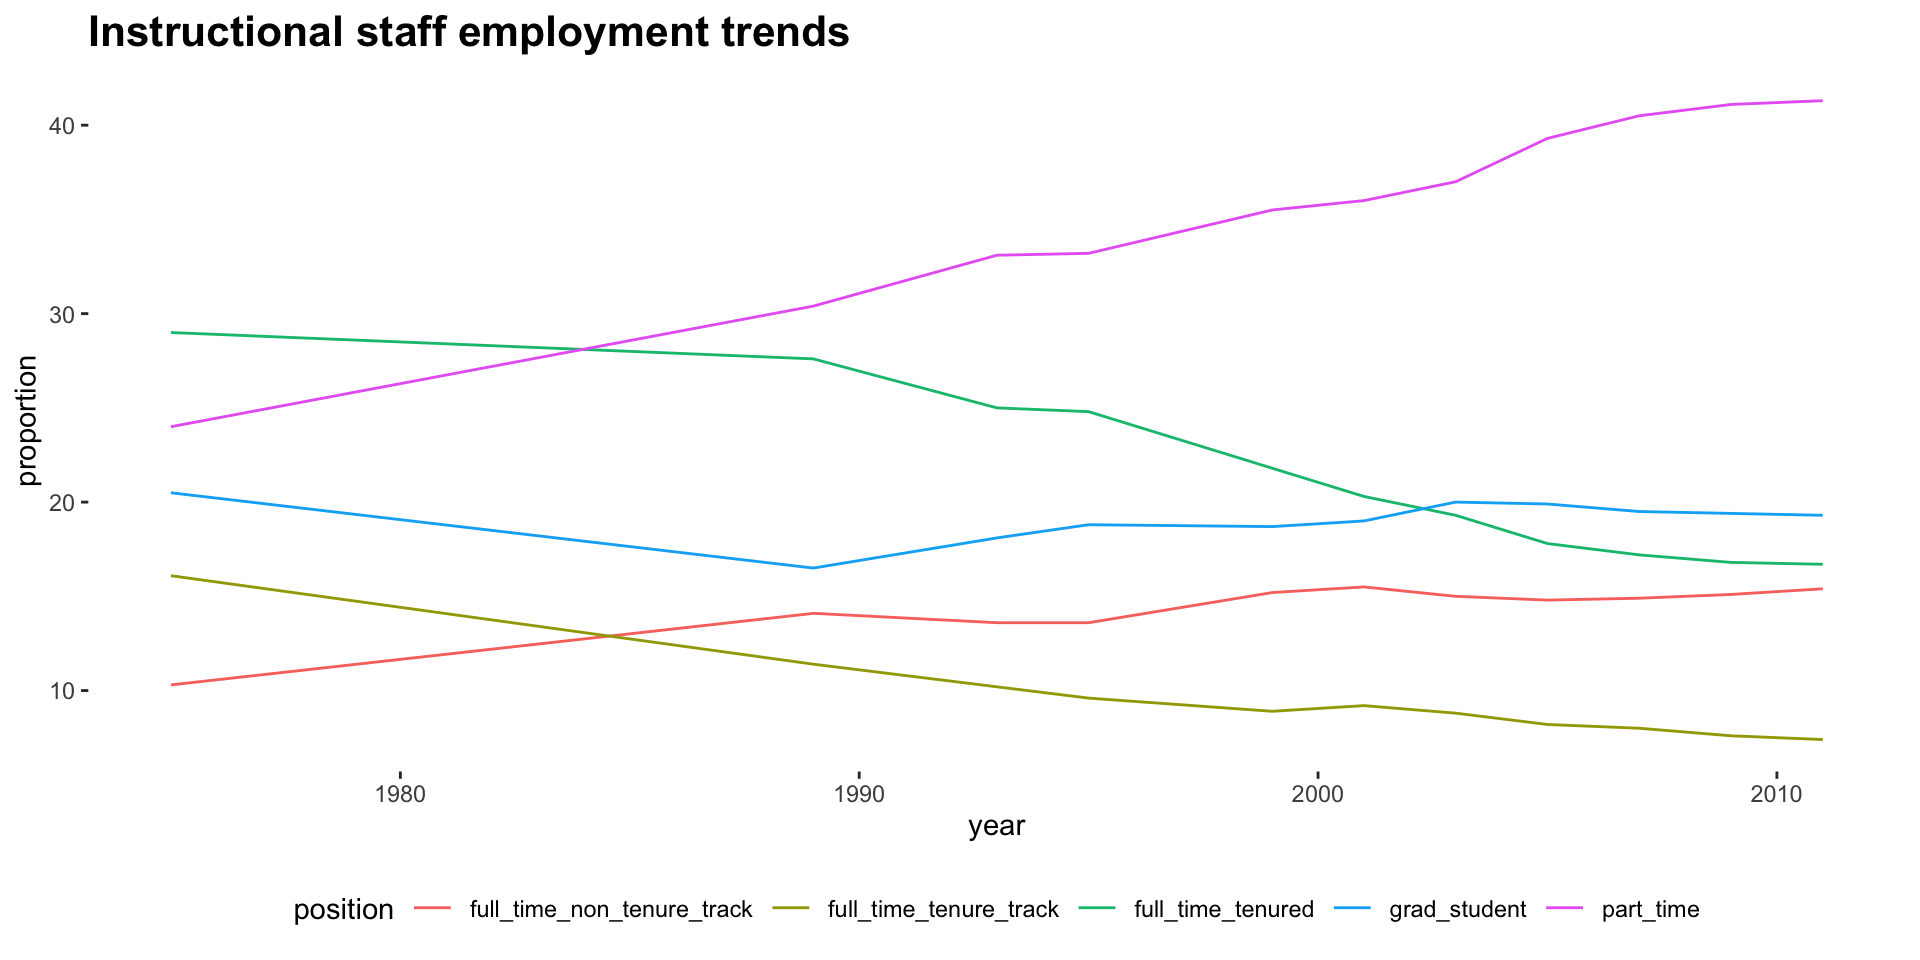 Instructional staff employment trends
40
30
20
10
proportion
1980 1990 2000 2010
year
position full_time_non_tenure_track full_time_tenure_track full_time_tenured grad_student part_time